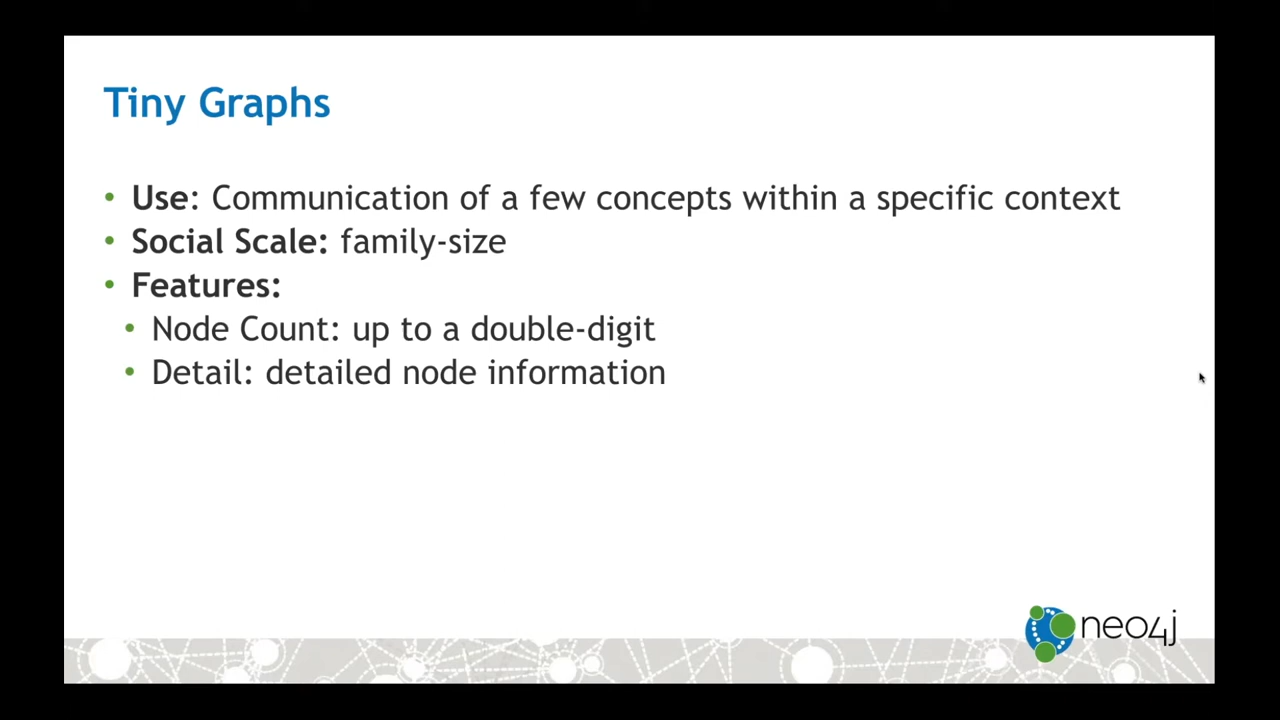 Tiny Graphs
• Use: Communication of a few concepts within a specific context
• Social Scale: family-size
• Features:
• Node Count: up to a double-digit
• Detail: detailed node information
neo4j